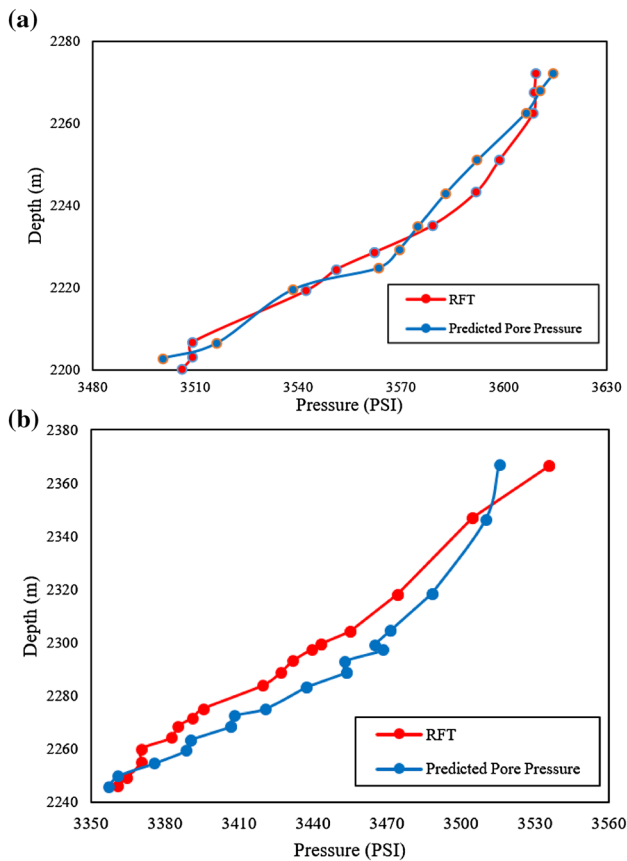 (a)
2280
2260
2240
2220
2200
Depth (m)
RFT
Predicted Pore Pressure
3480
3510
3540
3570
3600
3630
Pressure (PSI)
(b)
2380
2360
2340
2320
2300
2280
2260
2240
Depth (m)
RFT
Predicted Pore Pressure
3350
3380
3410
3440
3470
3500
3530
3560
Pressure (PSI)